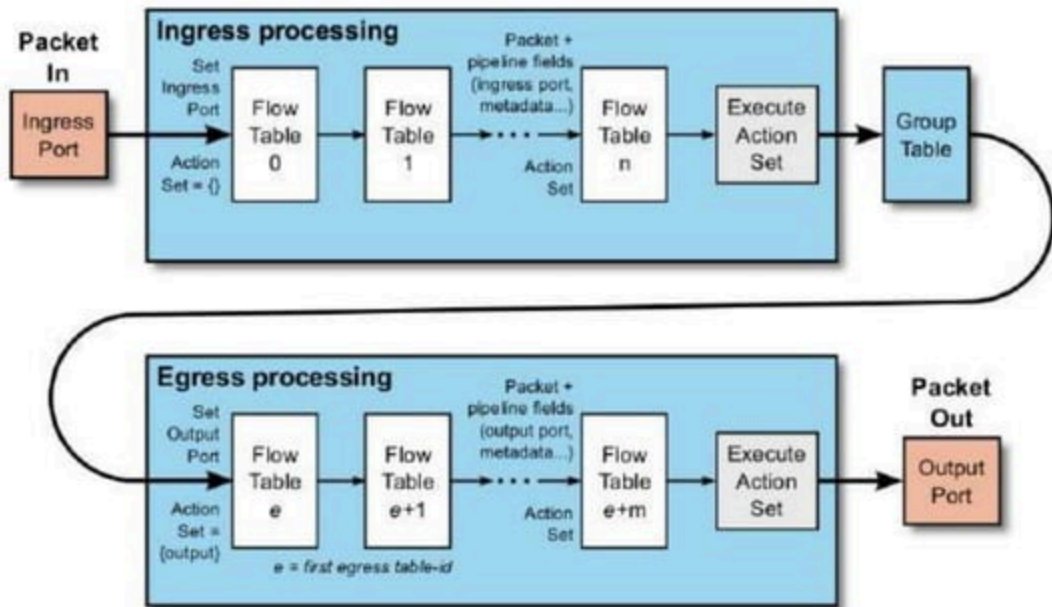 Packet
In
Ingress
Port
Ingress processing
Set
Ingress
Port
Action
Set = {}
Flow
Table
0
Flow
Table
1
Packet +
pipeline fields
(ingress port,
metadata...)
Action
Set
Flow
Table
n
Execute
Action
Set
Group
Table
Egress processing
Set
Output
Port
Action
Set =
{output}
Flow
Table
e
Flow
Table
e+1
e = first egress table-id
Packet +
pipeline fields
(output port,
metadata...)
Action
Set
Flow
Table
e+m
Execute
Action
Set
Packet
Out
Output
Port